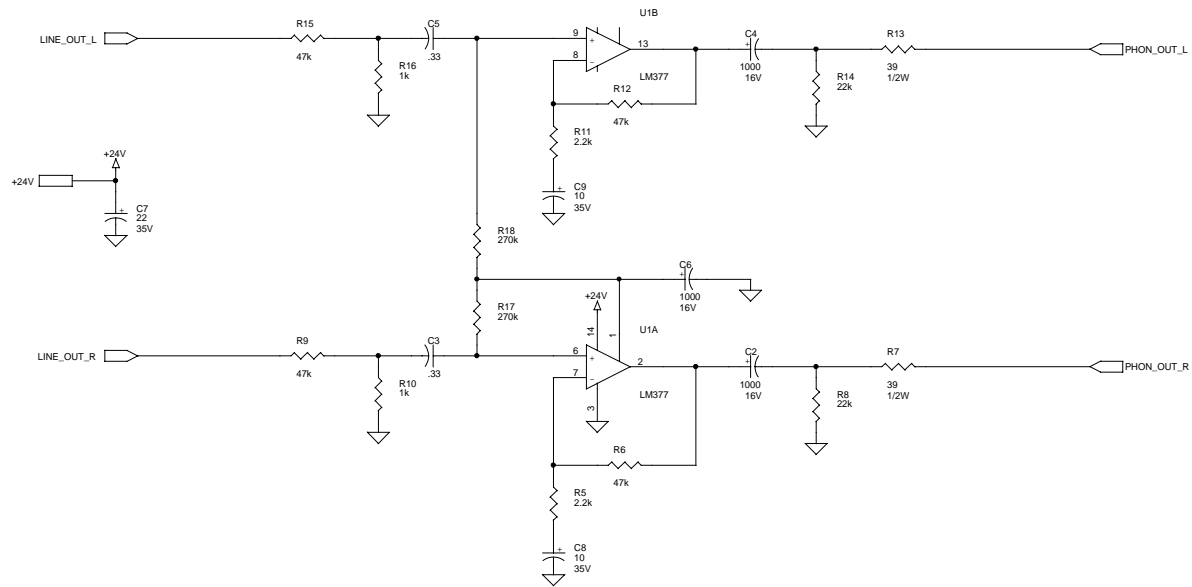 U1B
R15
C5
R13
C4
LINE_OUT_L
9
+
13
PHON_OUT_L
8
−
47k
.33
39
1/2W
R16
1k
LM377
1000
16V
R14
22k
R12
47k
R11
2.2k
+24V
+24V
C9
10
35V
C7
22
35V
R18
270k
C6
+24V
1000
16V
R17
270k
14
1
U1A
R9
C3
R7
LINE_OUT_R
6
+
2
C2
PHON_OUT_R
7
−
47k
.33
39
1/2W
R10
1k
3
LM377
1000
16V
R8
22k
R6
47k
R5
2.2k
C8
10
35V